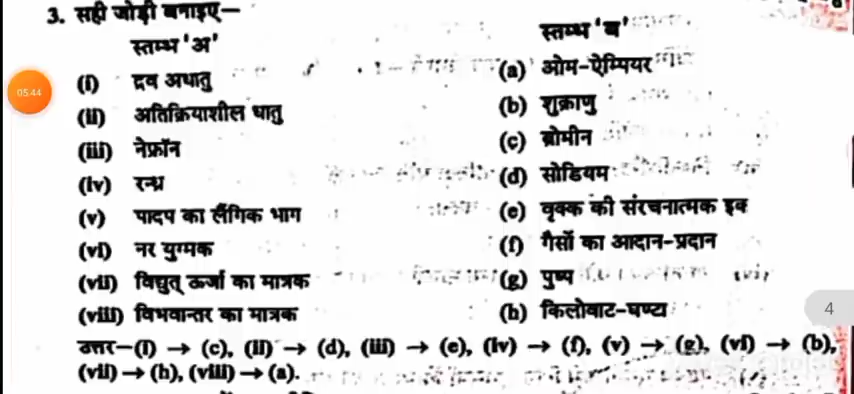 3. सही जोड़ी बनाइए—
स्तम्भ 'अ'
स्तम्भ 'ब'
(i) द्रव अधातु
(a) ओम-ऐम्पियर
(ii) अतिक्रियाशील धातु
(b) शुक्राणु
(iii) नेफ्रॉन
(c) ब्रोमीन
(iv) रन्ध्र
(d) सोडियम
(v) पादप का लैंगिक भाग
(e) वृक्क की संरचनात्मक इकाई
(vi) नर युग्मक
(f) गैसों का आदान-प्रदान
(vii) विद्युत् ऊर्जा का मात्रक
(g) पुष्प
(viii) विभवान्तर का मात्रक
(h) किलोवाट-घण्टा
उत्तर—(i) → (c), (ii) → (d), (iii) → (e), (iv) → (f), (v) → (g), (vi) → (b),
(vii) → (h), (viii) → (a).
05:44
4